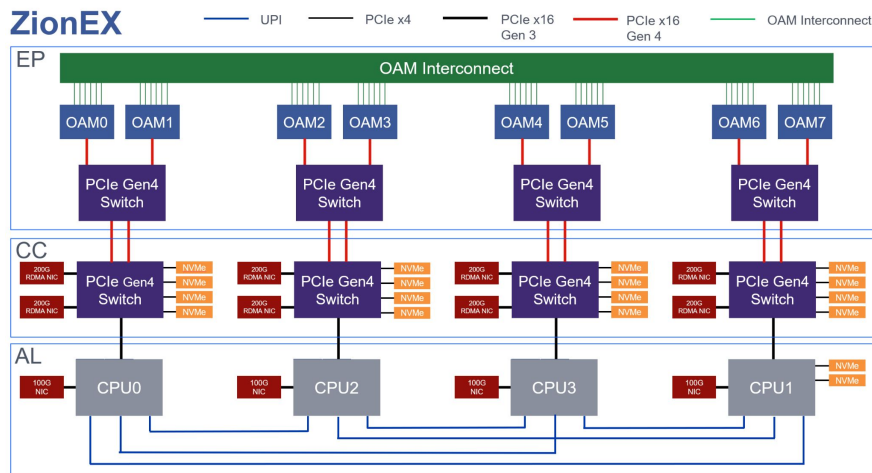 ZionEX
UPI
PCIe x4
PCIe x16
Gen 3
PCIe x16
Gen 4
OAM Interconnect
EP
OAM Interconnect
OAM0
OAM1
OAM2
OAM3
OAM4
OAM5
OAM6
OAM7
PCIe Gen4
Switch
PCIe Gen4
Switch
PCIe Gen4
Switch
PCIe Gen4
Switch
CC
200G
RDMA NIC
200G
RDMA NIC
PCIe Gen4
Switch
NVMe
NVMe
NVMe
NVMe
200G
RDMA NIC
200G
RDMA NIC
PCIe Gen4
Switch
NVMe
NVMe
NVMe
NVMe
200G
RDMA NIC
200G
RDMA NIC
PCIe Gen4
Switch
NVMe
NVMe
NVMe
NVMe
200G
RDMA NIC
200G
RDMA NIC
PCIe Gen4
Switch
NVMe
NVMe
NVMe
NVMe
AL
100G
NIC
CPU0
100G
NIC
CPU2
100G
NIC
CPU3
100G
NIC
CPU1
NVMe
NVMe